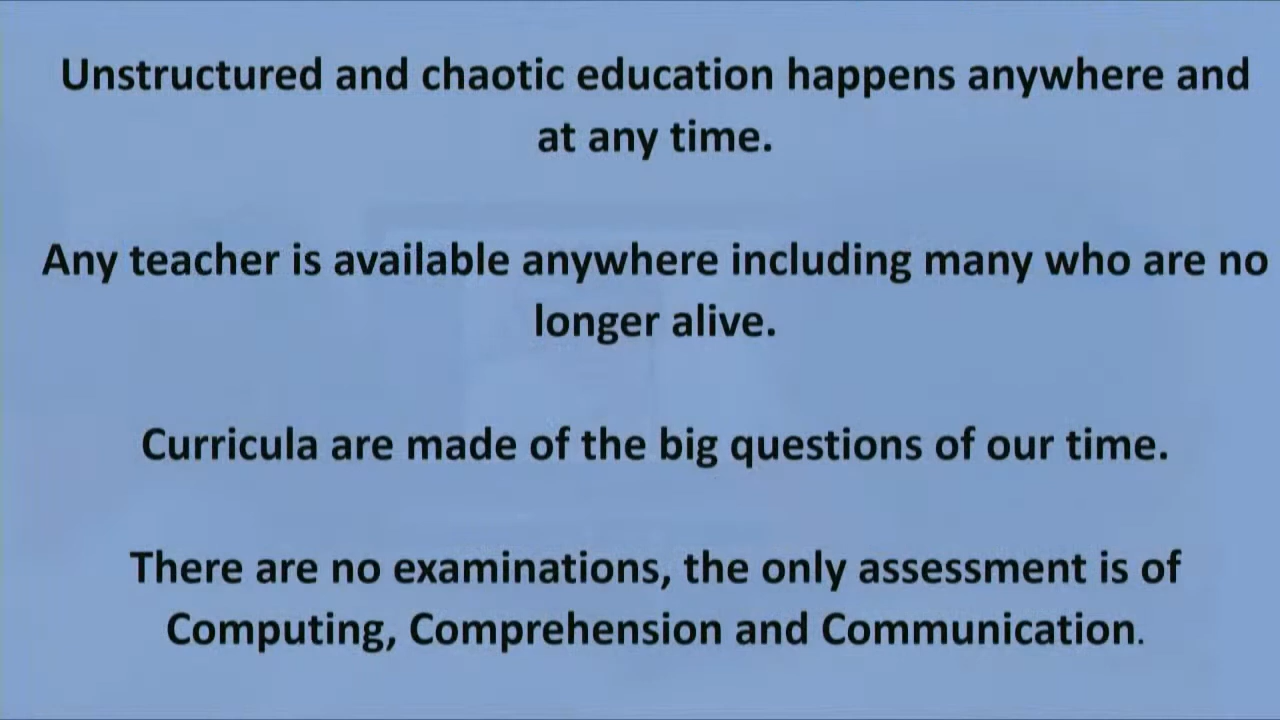 Unstructured and chaotic education happens anywhere and
at any time.
Any teacher is available anywhere including many who are no
longer alive.
Curricula are made of the big questions of our time.
There are no examinations, the only assessment is of
Computing, Comprehension and Communication.